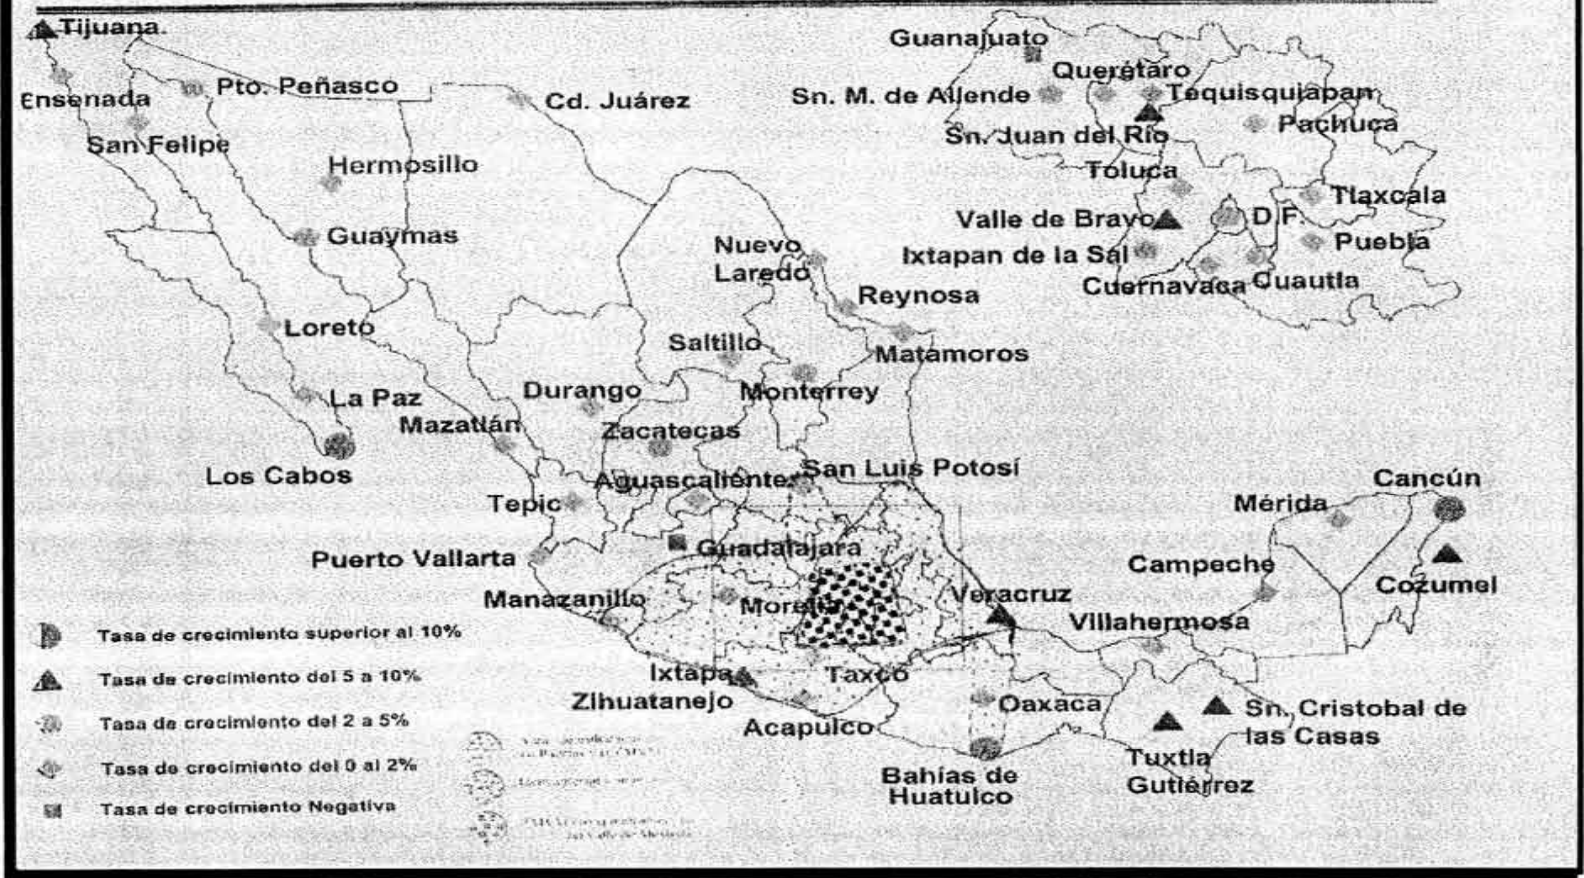 Tijuana.
Ensenada
San Felipe
Pto. Peñasco
Cd. Juárez
Hermosillo
Guaymas
Loreto
La Paz
Los Cabos
Mazatlán
Durango
Zacatecas
Saltillo
Nuevo
Laredo
Reynosa
Matamoros
Monterrey
San Luis Potosí
Aguascalientes
Tepic
Puerto Vallarta
Guadalajara
Manazanillo
Morelia
Ixtapa
Zihuatanejo
Taxco
Acapulco
Veracruz
Oaxaca
Bahías de
Huatulco
Villahermosa
Campeche
Mérida
Cancún
Cozumel
Sn. Cristobal de
las Casas
Tuxtla
Gutiérrez
Guanajuato
Querétaro
Sn. M. de Allende
Tequisquiapan
Sn. Juan del Río
Pachuca
Toluca
Tlaxcala
Valle de Bravo
D.F.
Puebla
Ixtapan de la Sal
Cuernavaca
Cuautla
Tasa de crecimiento superior al 10%
Tasa de crecimiento del 5 a 10%
Tasa de crecimiento del 2 a 5%
Tasa de crecimiento del 0 al 2%
Tasa de crecimiento Negativa